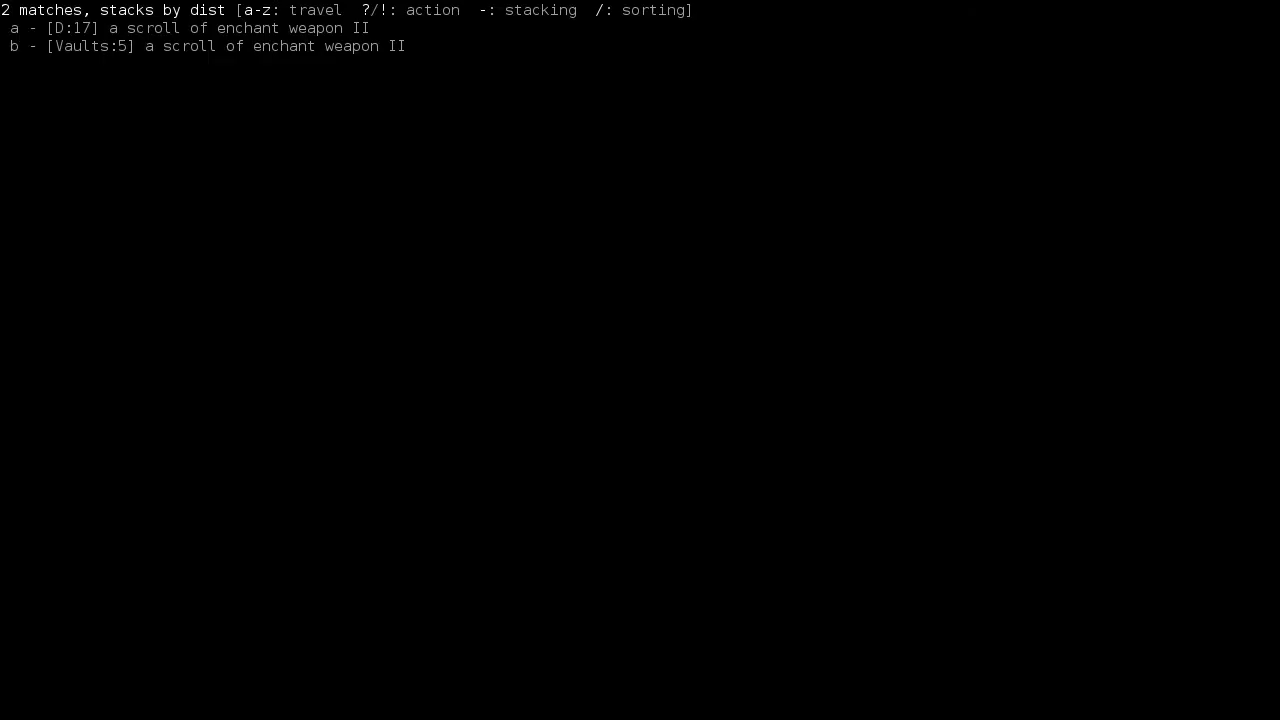 2 matches, stacks by dist [a-z: travel  ?/!: action  -: stacking  /: sorting]
a - [D:17] a scroll of enchant weapon II
b - [Vaults:5] a scroll of enchant weapon II